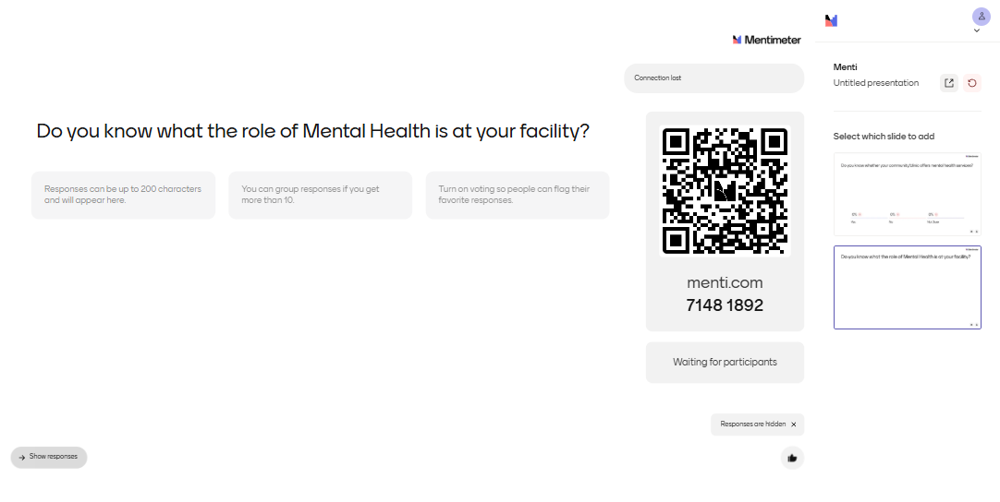 Mentimeter
Connection lost
Do you know what the role of Mental Health is at your facility?
Responses can be up to 200 characters
and will appear here.
You can group responses if you get
more than 10.
Turn on voting so people can flag their
favorite responses.
menti.com
7148 1892
Waiting for participants
Responses are hidden
Show responses
Menti
Untitled presentation
Select which slide to add
Do you know whether your community/clinic offers mental health services?
0%
0%
0%
Yes
No
Not Sure
Do you know what the role of Mental Health is at your facility?